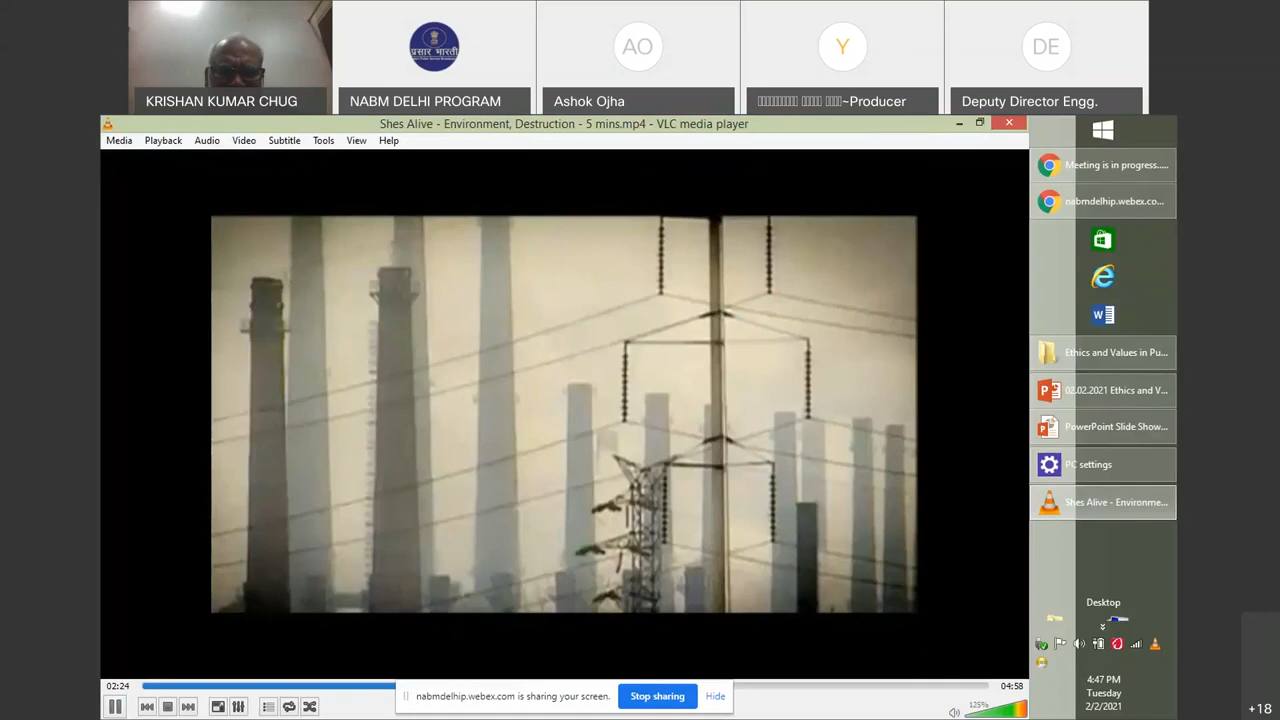 प्रसार भारती
AO
Y
DE
KRISHAN KUMAR CHUG
NABM DELHI PROGRAM
Ashok Ojha
~Producer
Deputy Director Engg.
Shes Alive - Environment, Destruction - 5 mins.mp4 - VLC media player
Media Playback Audio Video Subtitle Tools View Help
Meeting is in progress.....
nabmdelhip.webex.co...
Ethics and Values in Pu...
02.02.2021 Ethics and V...
PowerPoint Slide Show...
PC settings
Shes Alive - Environme...
Desktop
02:24
04:58
nabmdelhip.webex.com is sharing your screen.
Stop sharing
Hide
125%
4:47 PM
Tuesday
2/2/2021
+18